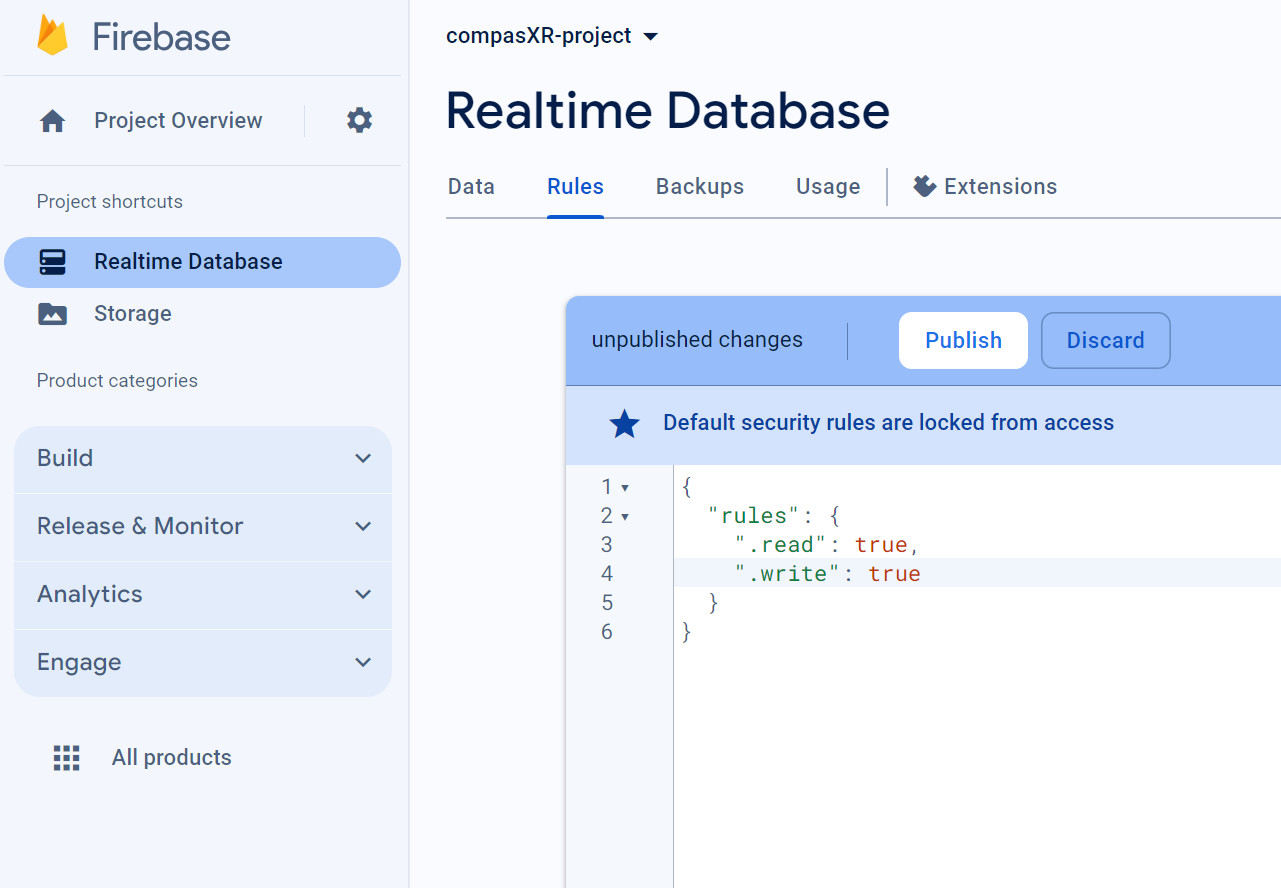 Firebase
Project Overview
Project shortcuts
Realtime Database
Storage
Product categories
Build
Release & Monitor
Analytics
Engage
All products
compasXR-project
Realtime Database
Data Rules Backups Usage Extensions
unpublished changes Publish Discard
Default security rules are locked from access
1 {
2 "rules": {
3 ".read": true,
4 ".write": true
5 }
6 }